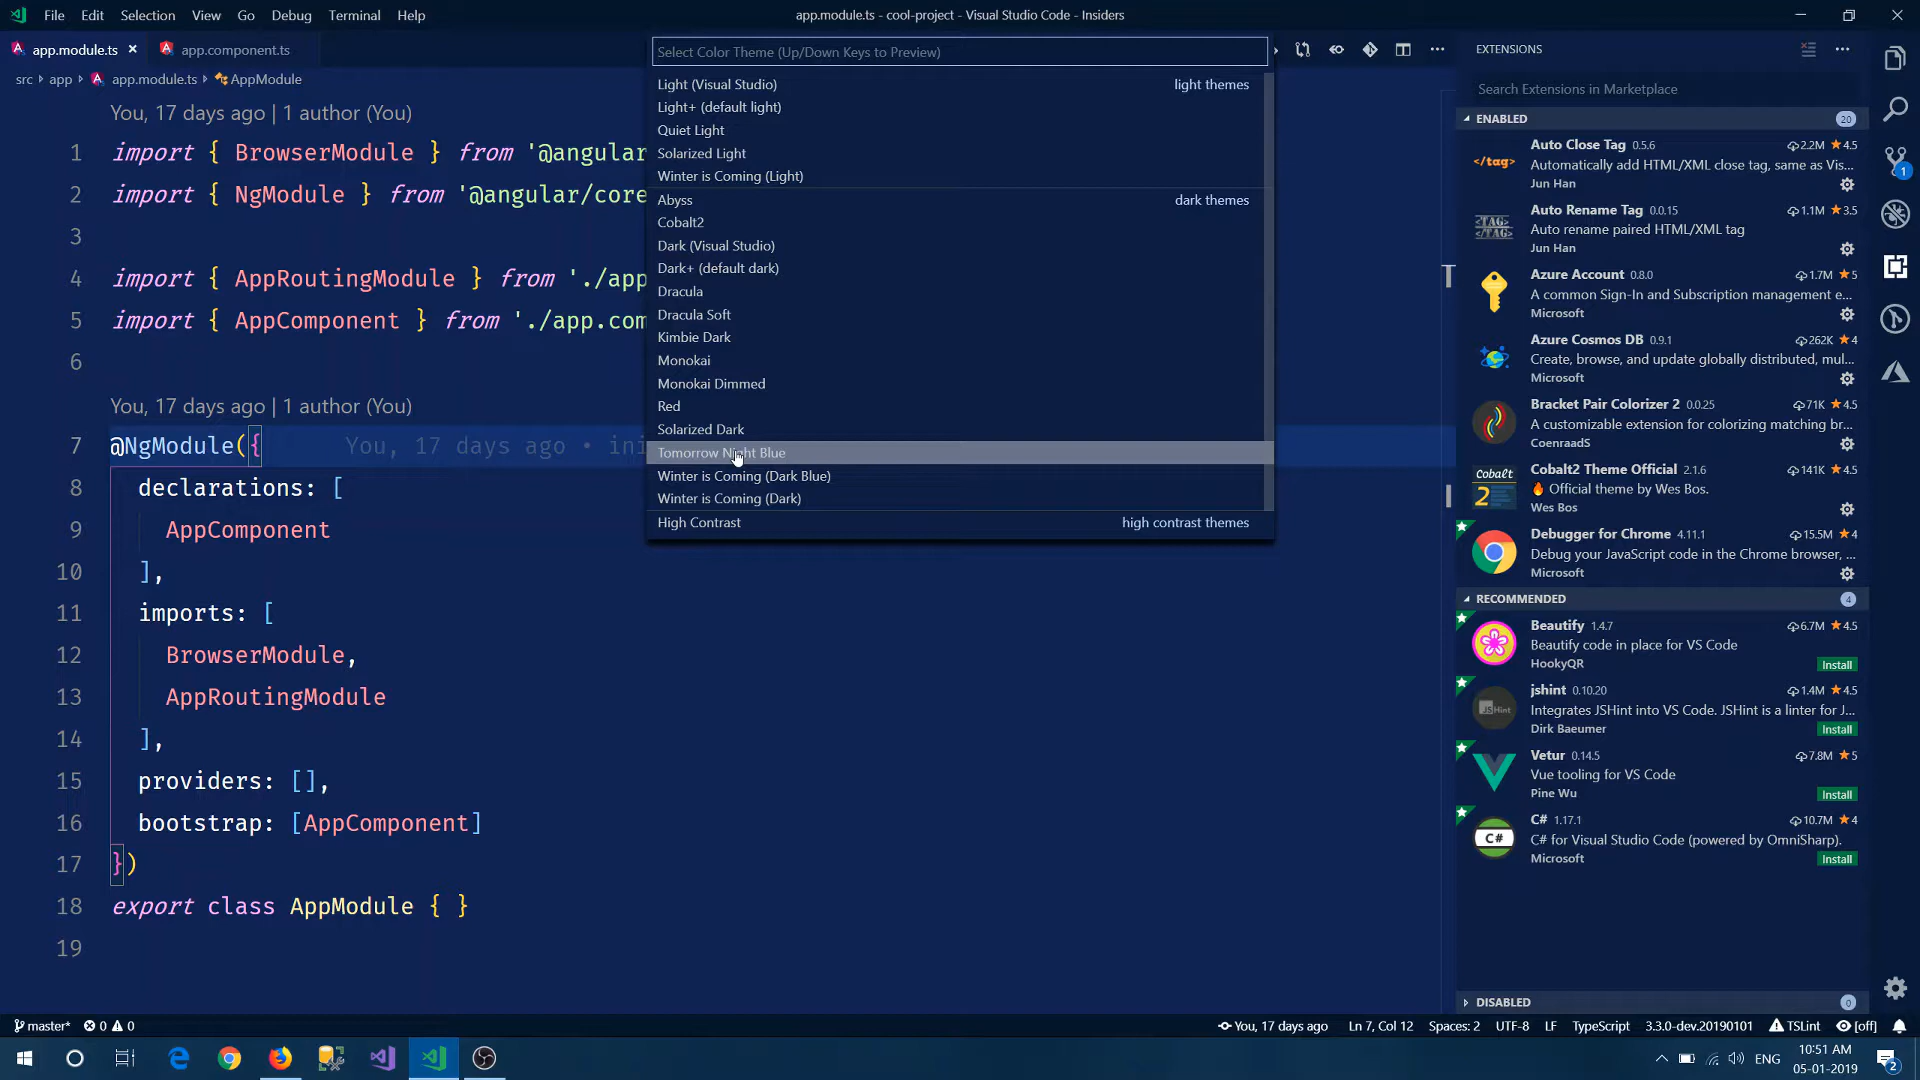 File Edit Selection View Go Debug Terminal Help
app.module.ts - cool-project - Visual Studio Code - Insiders
app.module.ts × app.component.ts
src › app › app.module.ts › AppModule
You, 17 days ago | 1 author (You)
1 import { BrowserModule } from '@angular
2 import { NgModule } from '@angular/core
3
4 import { AppRoutingModule } from './app
5 import { AppComponent } from './app.com
6
You, 17 days ago | 1 author (You)
7 @NgModule({ You, 17 days ago • ini
8 declarations: [
9 AppComponent
10 ],
11 imports: [
12 BrowserModule,
13 AppRoutingModule
14 ],
15 providers: [],
16 bootstrap: [AppComponent]
17 })
18 export class AppModule { }
19
Select Color Theme (Up/Down Keys to Preview)
Light (Visual Studio) light themes
Light+ (default light)
Quiet Light
Solarized Light
Winter is Coming (Light)
Abyss dark themes
Cobalt2
Dark (Visual Studio)
Dark+ (default dark)
Dracula
Dracula Soft
Kimbie Dark
Monokai
Monokai Dimmed
Red
Solarized Dark
Tomorrow Night Blue
Winter is Coming (Dark Blue)
Winter is Coming (Dark)
High Contrast high contrast themes
EXTENSIONS
Search Extensions in Marketplace
ENABLED 20
</tag> Auto Close Tag 0.5.6 2.2M ★4.5
Automatically add HTML/XML close tag, same as Vis...
Jun Han
<TAG> </TAG> Auto Rename Tag 0.0.15 1.1M ★3.5
Auto rename paired HTML/XML tag
Jun Han
Azure Account 0.8.0 1.7M ★5
A common Sign-In and Subscription management e...
Microsoft
Azure Cosmos DB 0.9.1 262K ★4
Create, browse, and update globally distributed, mul...
Microsoft
Bracket Pair Colorizer 2 0.0.25 71K ★4.5
A customizable extension for colorizing matching br...
CoenraadS
Cobalt 2 Cobalt2 Theme Official 2.1.6 141K ★4.5
🔥 Official theme by Wes Bos.
Wes Bos
Debugger for Chrome 4.11.1 15.5M ★4
Debug your JavaScript code in the Chrome browser, ...
Microsoft
RECOMMENDED 4
Beautify 1.4.7 6.7M ★4.5
Beautify code in place for VS Code
HookyQR Install
JSHint jshint 0.10.20 1.4M ★4.5
Integrates JSHint into VS Code. JSHint is a linter for J...
Dirk Baeumer Install
Vetur 0.14.5 7.8M ★5
Vue tooling for VS Code
Pine Wu Install
C# C# 1.17.1 10.7M ★4
C# for Visual Studio Code (powered by OmniSharp).
Microsoft Install
DISABLED 0
1
master* 0 0
You, 17 days ago Ln 7, Col 12 Spaces: 2 UTF-8 LF TypeScript 3.3.0-dev.20190101 TSLint [off]
ENG
10:51 AM
05-01-2019
2